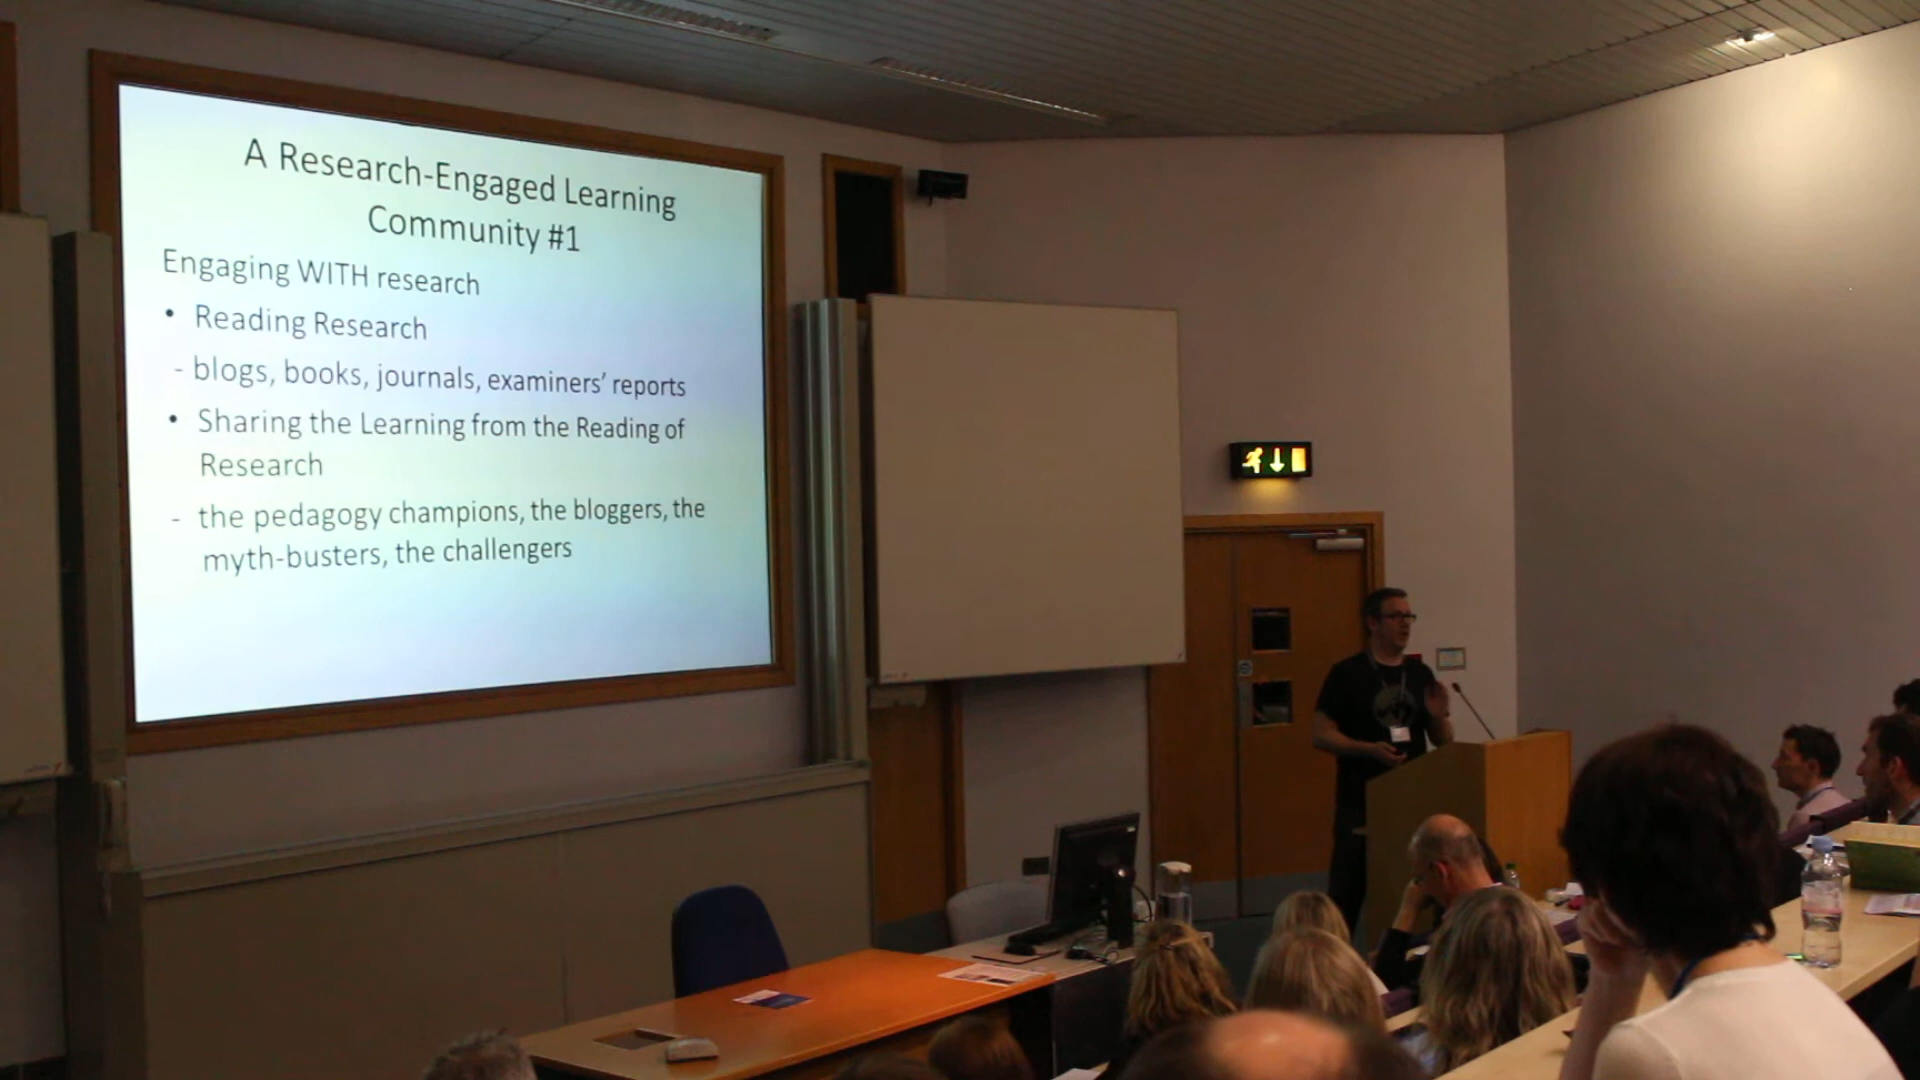 A Research-Engaged Learning
Community #1
Engaging WITH research
• Reading Research
- blogs, books, journals, examiners' reports
• Sharing the Learning from the Reading of
Research
- the pedagogy champions, the bloggers, the
myth-busters, the challengers